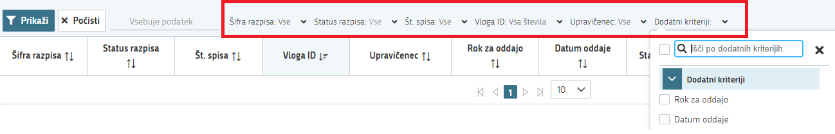 Prikaži Počisti Vsebuje podatek Šifra razpisa: Vse Status razpisa: Vse Št. spisa: Vse Vloga ID: Vsa števila Upravičenec: Vse Dodatni kriteriji:
Išči po dodatnih kriterijih
Šifra razpisa Status razpisa Št. spisa Vloga ID Upravičenec Rok za oddajo Datum oddaje Sta
Dodatni kriteriji
1 10
Rok za oddajo
Datum oddaje